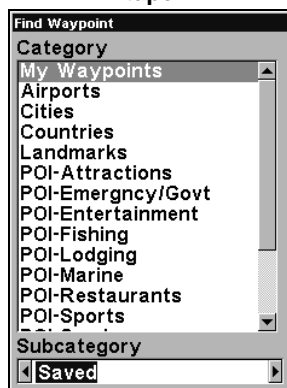 Find Waypoint
Category
My Waypoints
Airports
Cities
Countries
Landmarks
POI-Attractions
POI-Emergncy/Govt
POI-Entertainment
POI-Fishing
POI-Lodging
POI-Marine
POI-Restaurants
POI-Sports
Subcategory
Saved